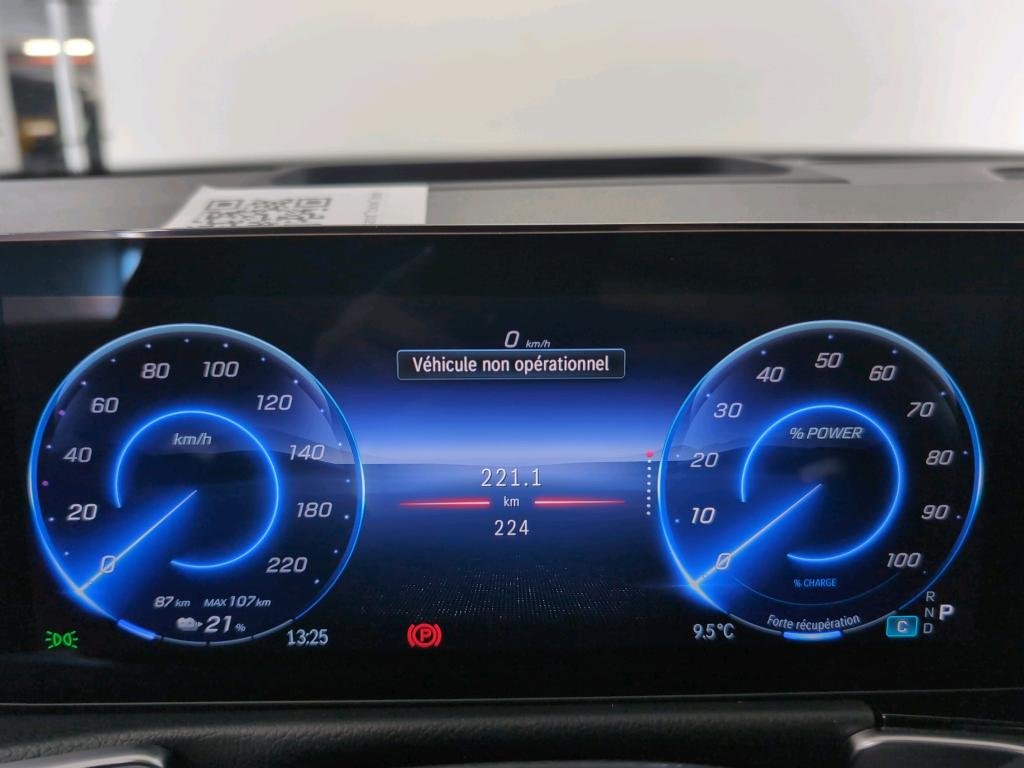 0 km/h
Véhicule non opérationnel
80 100
60 120
km/h
40 140
20 180
0 220
87 km MAX 107 km
21 %
13:25
221.1
km
224
P
9.5°C
50
40 60
30 70
% POWER
20 80
10 90
0 100
% CHARGE
Forte récupération
C
R
N P
D